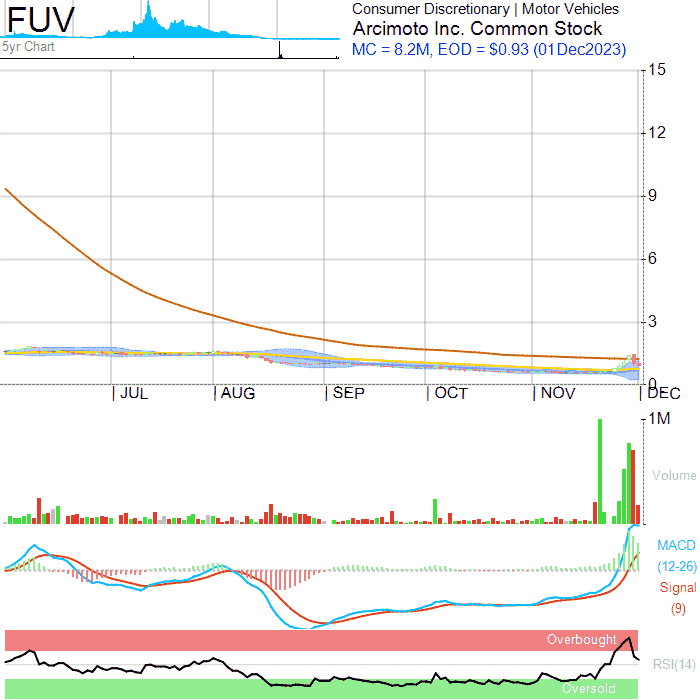 FUV
5yr Chart
Consumer Discretionary | Motor Vehicles
Arcimoto Inc. Common Stock
MC = 8.2M, EOD = $0.93 (01Dec2023)
15
12
9
6
3
0
JUL AUG SEP OCT NOV DEC
1M
Volume
MACD
(12-26)
Signal
(9)
Overbought
RSI(14)
Oversold